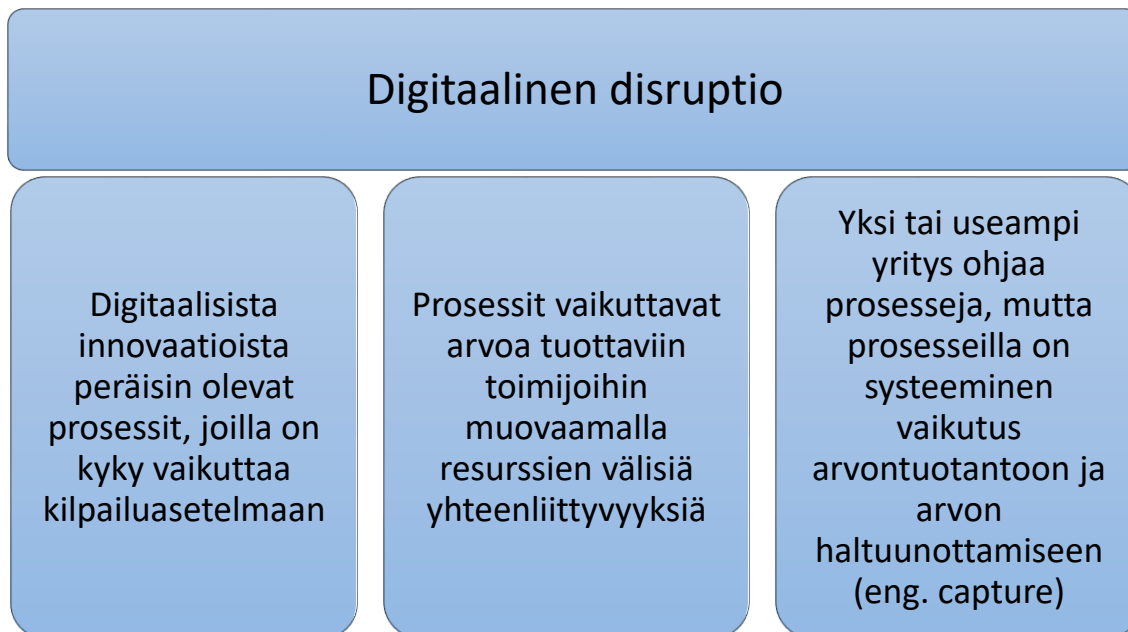 Digitaalinen disruptio
Digitaalisista
innovaatioista
peräisin olevat
prosessit, joilla on
kyky vaikuttaa
kilpailuasetelmaan
Prosessit vaikuttavat
arvoa tuottaviin
toimijoihin
muovaamalla
resurssien välisiä
yhteenliittyvyyksiä
Yksi tai useampi
yritys ohjaa
prosesseja, mutta
prosesseilla on
systeeminen
vaikutus
arvontuotantoon ja
arvon
haltuunottamiseen
(eng. capture)